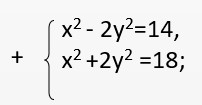 x² - 2y²=14,
+ x² +2y² =18;